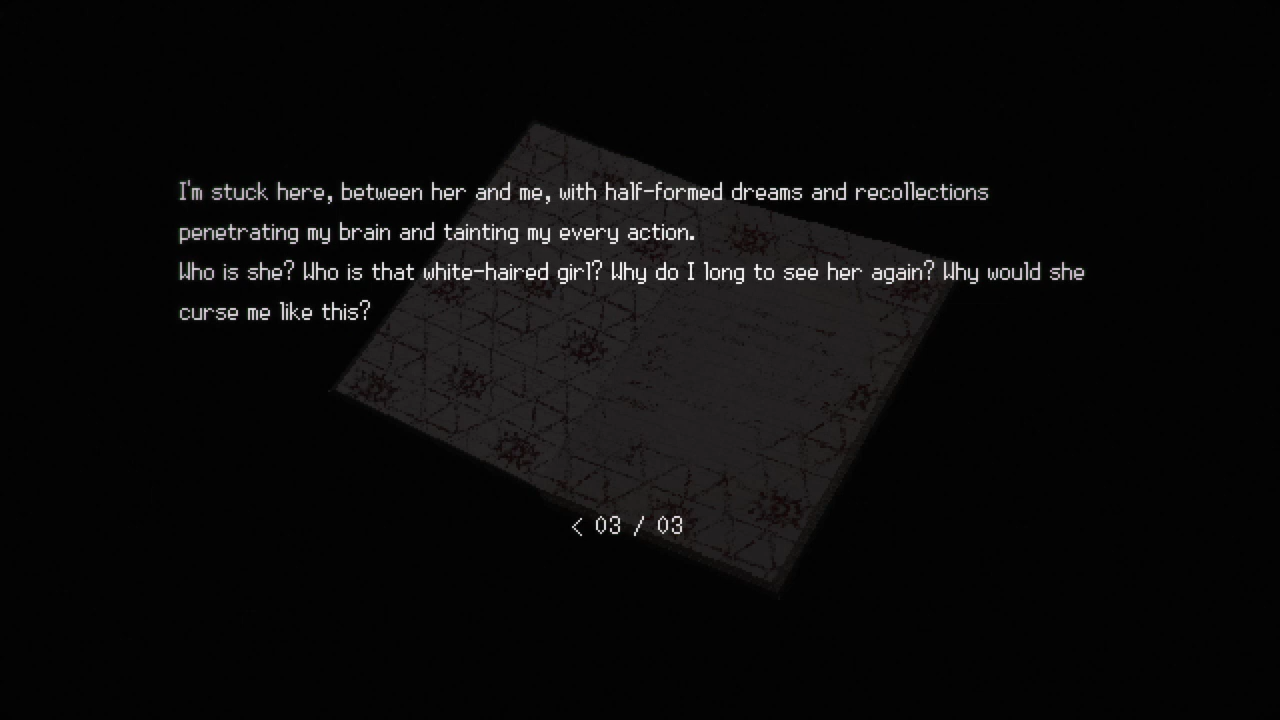 I'm stuck here, between her and me, with half-formed dreams and recollections
penetrating my brain and tainting my every action.
Who is she? Who is that white-haired girl? Why do I long to see her again? Why would she
curse me like this?
< 03 / 03